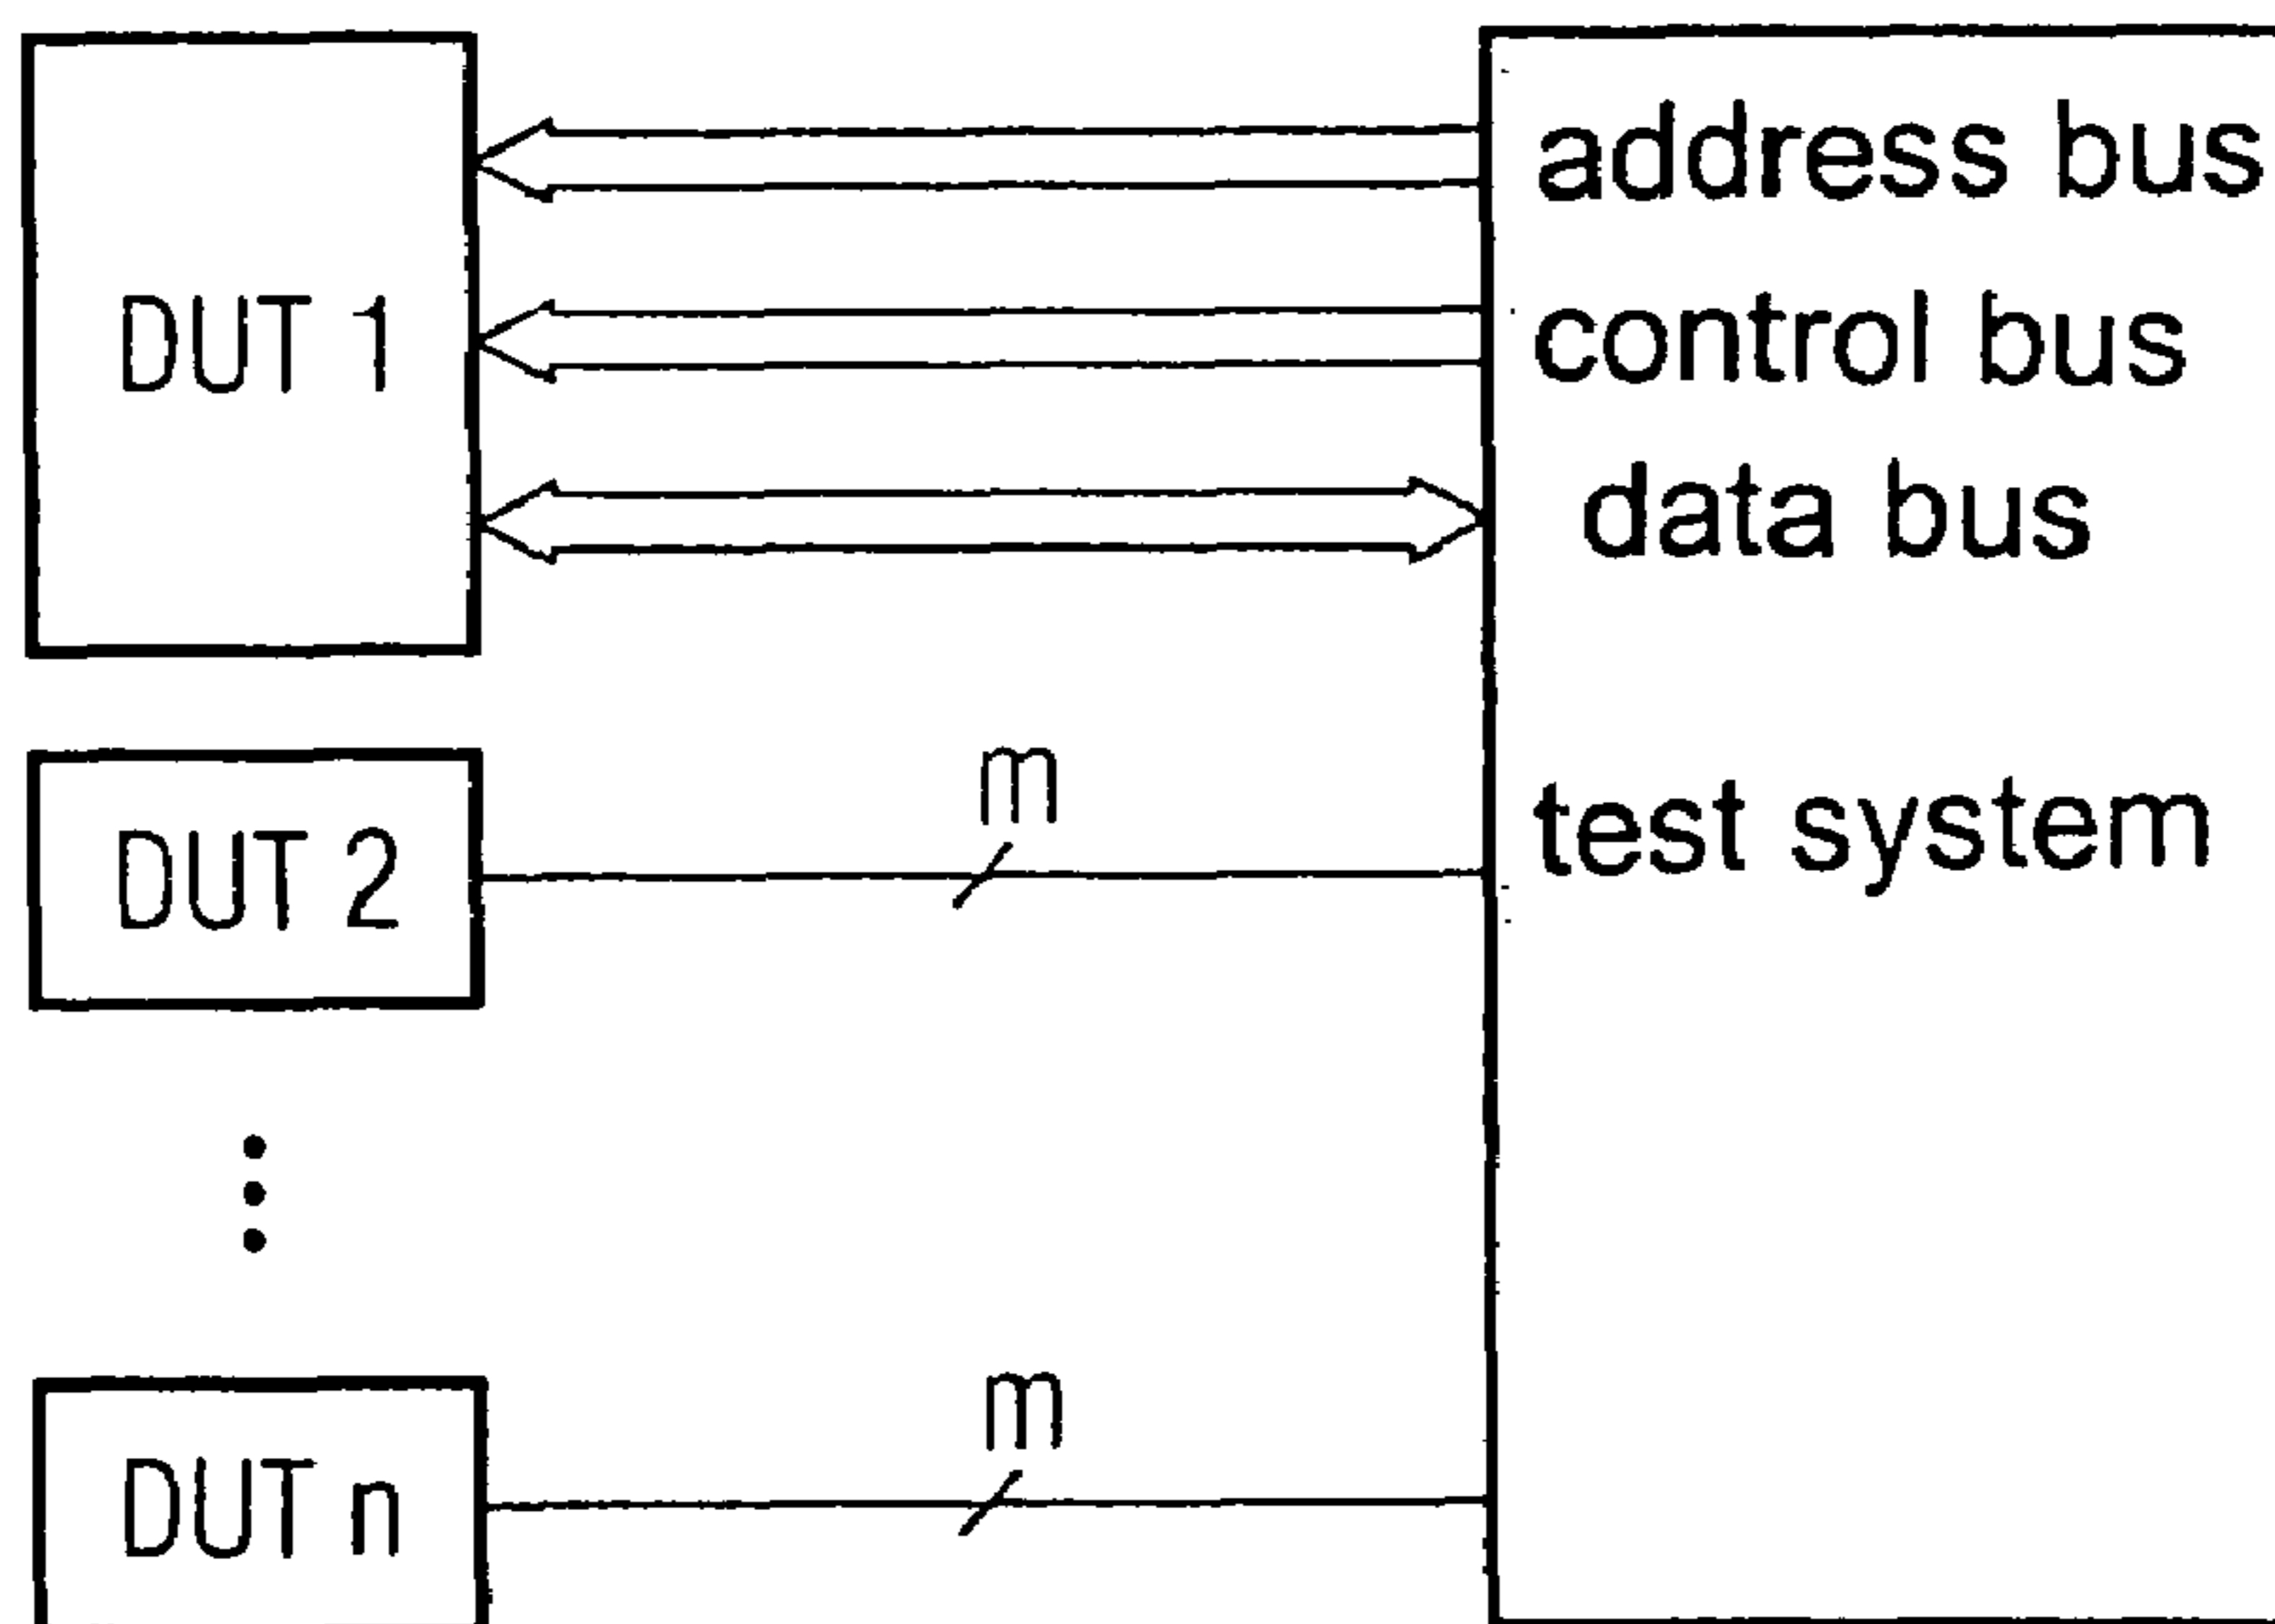 address bus
DUT 1
control bus
data bus
m
DUT 2
test system
m
DUT n